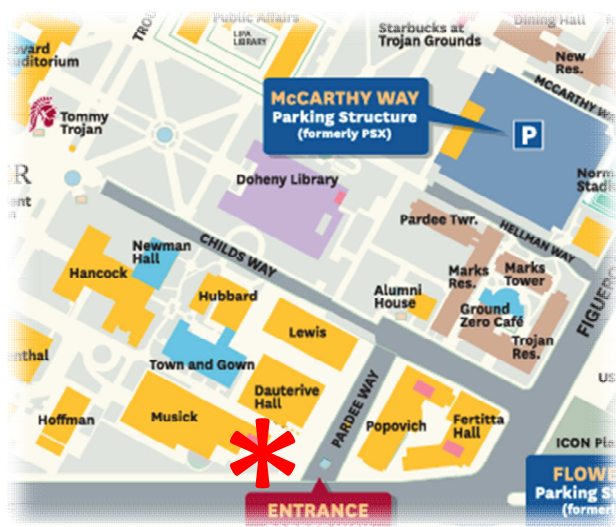 Public Affairs
LIPA
LIBRARY
Starbucks at
Trojan Grounds
Dining Hall
New
Res.
Auditorium
Tommy
Trojan
McCARTHY WAY
Parking Structure
(formerly PSX)
P
McCARTHY
Doheny Library
Pardee Twr.
HELLMAN WAY
CHILDS WAY
Newman
Hall
Hancock
Hubbard
Marks
Res.
Marks
Tower
Alumni
House
Ground
Zero Café
Trojan
Res.
Lewis
Town and Gown
Dauterive
Hall
PARDEE WAY
Popovich
Fertitta
Hall
Hoffman
Musick
ICON
ENTRANCE
Parking